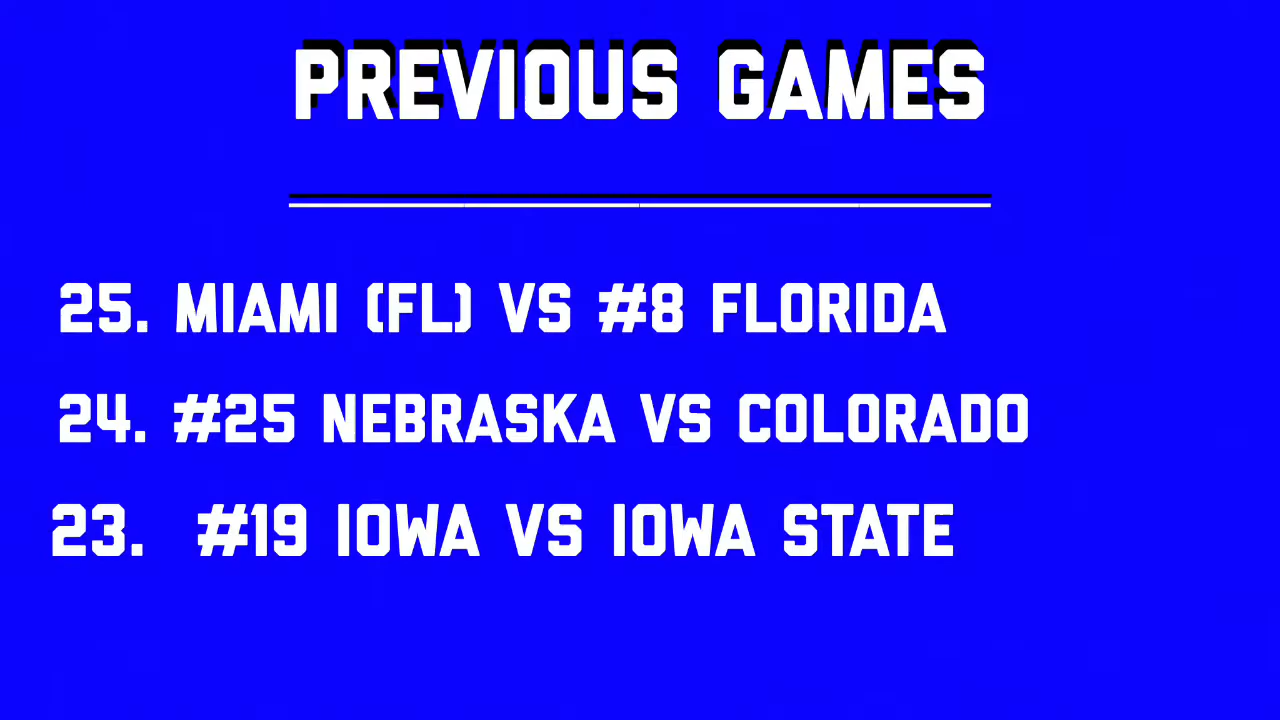 PREVIOUS GAMES
25. MIAMI (FL) VS #8 FLORIDA
24. #25 NEBRASKA VS COLORADO
23. #19 IOWA VS IOWA STATE